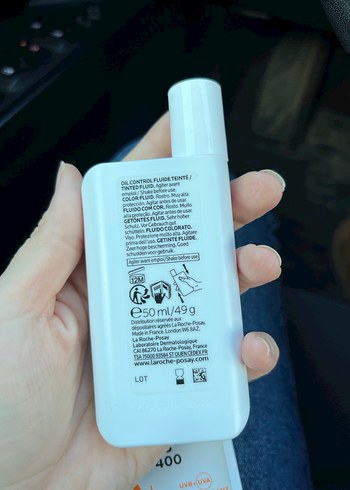 OIL CONTROL FLUIDE TEINTÉ /
TINTED FLUID. Agiter avant
emploi / Shake before use.
COLOR FLUID. Rostro. Muy alta
protección. Agitar antes de usar.
FLUIDO COM COR. Rosto. Muito
alta proteção. Agitar antes de usar.
GETÖNTES FLUID. Sehr hoher
Schutz. Vor Gebrauch gut
schütteln. FLUIDO COLORATO.
Viso. Protezione molto alta. Agitare
prima dell'uso. GETINTE FLUIDE.
Zeer hoge bescherming. Goed
schudden voor gebruik.
Agiter avant emploi/Shake before use
12M
℮50 ml/49 g
Distribution réservée aux
dépositaires agréés La Roche-Posay.
Made in France. London W6 8AZ.
La Roche-Posay
Laboratoire Dermatologique
CAI 86270 La Roche-Posay, France
TSA 75000 93584 ST OUEN CEDEX FR
www.laroche-posay.com
LOT
400
UVB + UVA